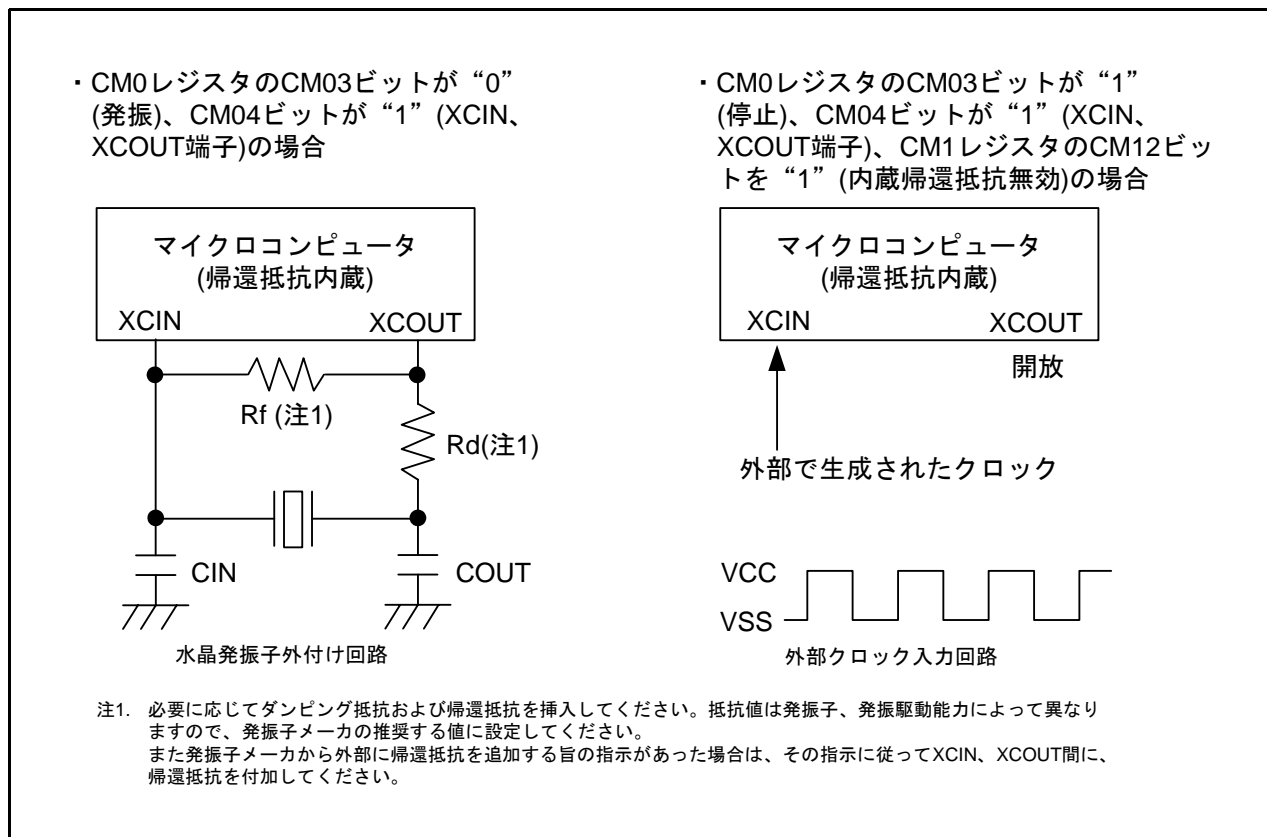 ・CM0レジスタのCM03ビットが“0”
(発振)、CM04ビットが“1” (XCIN、
XCOUT端子)の場合
マイクロコンピュータ
(帰還抵抗内蔵)
XCIN
XCOUT
Rf (注1)
Rd(注1)
CIN
COUT
水晶発振子外付け回路
・CM0レジスタのCM03ビットが“1”
(停止)、CM04ビットが“1” (XCIN、
XCOUT端子)、CM1レジスタのCM12ビッ
トを“1” (内蔵帰還抵抗無効)の場合
マイクロコンピュータ
(帰還抵抗内蔵)
XCIN
XCOUT
開放
外部で生成されたクロック
VCC
VSS
外部クロック入力回路
注1. 必要に応じてダンピング抵抗および帰還抵抗を挿入してください。抵抗値は発振子、発振駆動能力によって異なり
ますので、発振子メーカの推奨する値に設定してください。
また発振子メーカから外部に帰還抵抗を追加する旨の指示があった場合は、その指示に従ってXCIN、XCOUT間に、
帰還抵抗を付加してください。